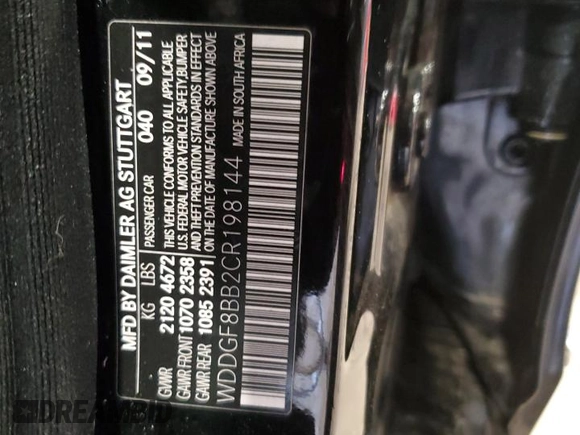 MFD BY DAIMLER AG STUTTGART
KG LBS PASSENGER CAR 040 09/11
GVWR 2120 4672 THIS VEHICLE CONFORMS TO ALL APPLICABLE
GAWR FRONT 1070 2358 U.S. FEDERAL MOTOR VEHICLE SAFETY, BUMPER
GAWR REAR 1085 2391 AND THEFT PREVENTION STANDARDS IN EFFECT
ON THE DATE OF MANUFACTURE SHOWN ABOVE
WDDGF8BB2CR198144 MADE IN SOUTH AFRICA
DREAMBID